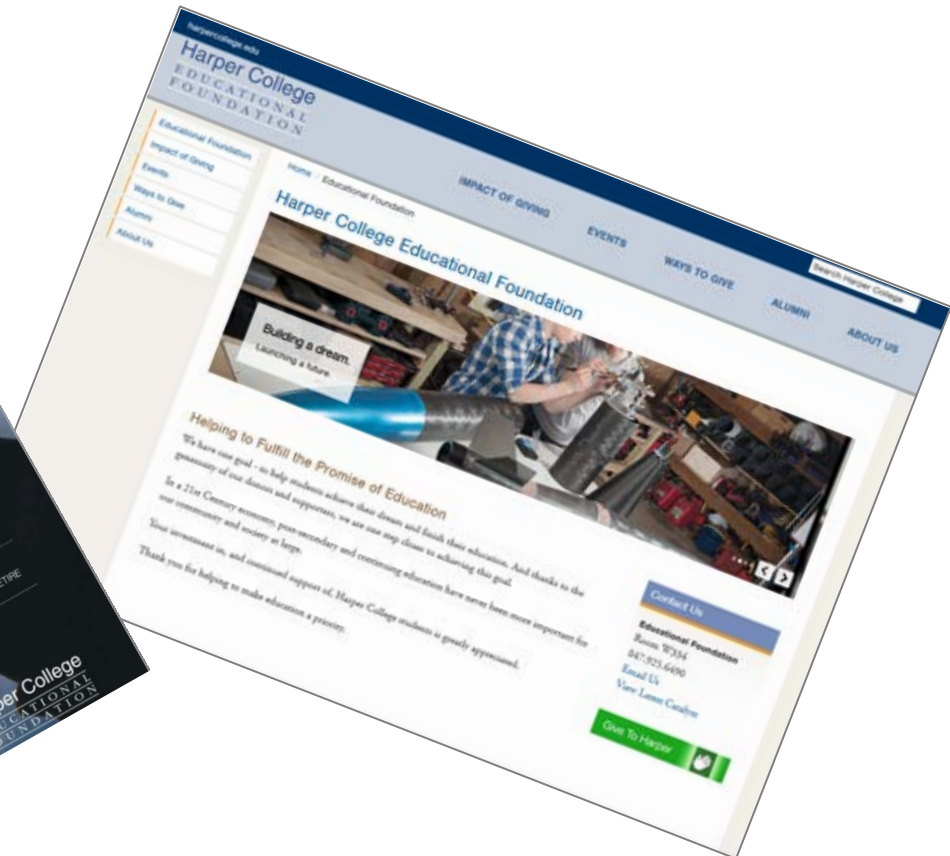 harpercollege.edu
Harper College
EDUCATIONAL
FOUNDATION
Search Harper College
IMPACT OF GIVING
EVENTS
WAYS TO GIVE
ALUMNI
ABOUT US
Educational Foundation
Impact of Giving
Events
Ways to Give
Alumni
About Us
Home / Educational Foundation
Harper College Educational Foundation
Building a dream.
Launching a future.
Helping to Fulfill the Promise of Education
We have one goal - to help students achieve their dream and finish their education. And thanks to the
generosity of our donors and supporters, we are one step closer to achieving this goal.
In a 21st Century economy, post-secondary and continuing education have never been more important for
our community and society at large.
Your investment in, and continued support of, Harper College students is greatly appreciated.
Thank you for helping to make education a priority.
Contact Us
Educational Foundation
Room W334
847.925.6490
Email Us
View Latest Catalyst
Give To Harper
ETIRE
per College
UCATIONAL
UNDATION